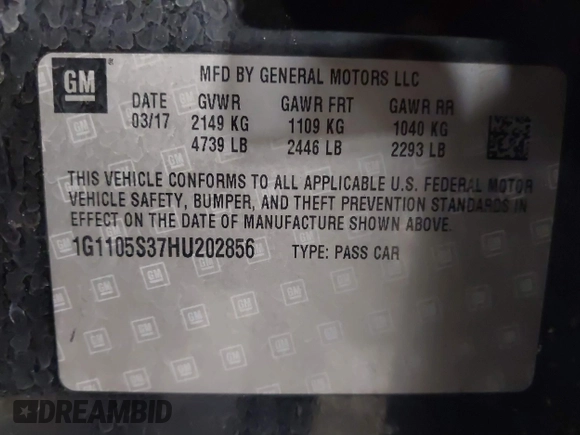 GM
MFD BY GENERAL MOTORS LLC
DATE GVWR GAWR FRT GAWR RR
03/17 2149 KG 1109 KG 1040 KG
4739 LB 2446 LB 2293 LB
THIS VEHICLE CONFORMS TO ALL APPLICABLE U.S. FEDERAL MOTOR
VEHICLE SAFETY, BUMPER, AND THEFT PREVENTION STANDARDS IN
EFFECT ON THE DATE OF MANUFACTURE SHOWN ABOVE.
1G1105S37HU202856 TYPE: PASS CAR
DREAMBID